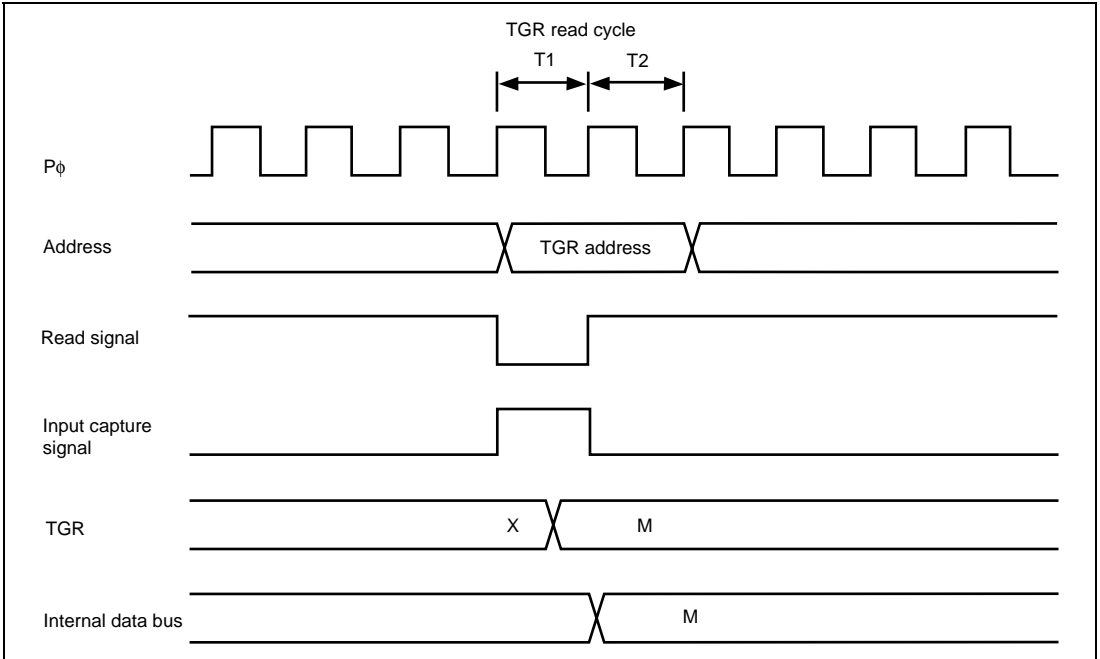 TGR read cycle
T1 T2
Pϕ
Address
TGR address
Read signal
Input capture
signal
TGR
X M
Internal data bus
M